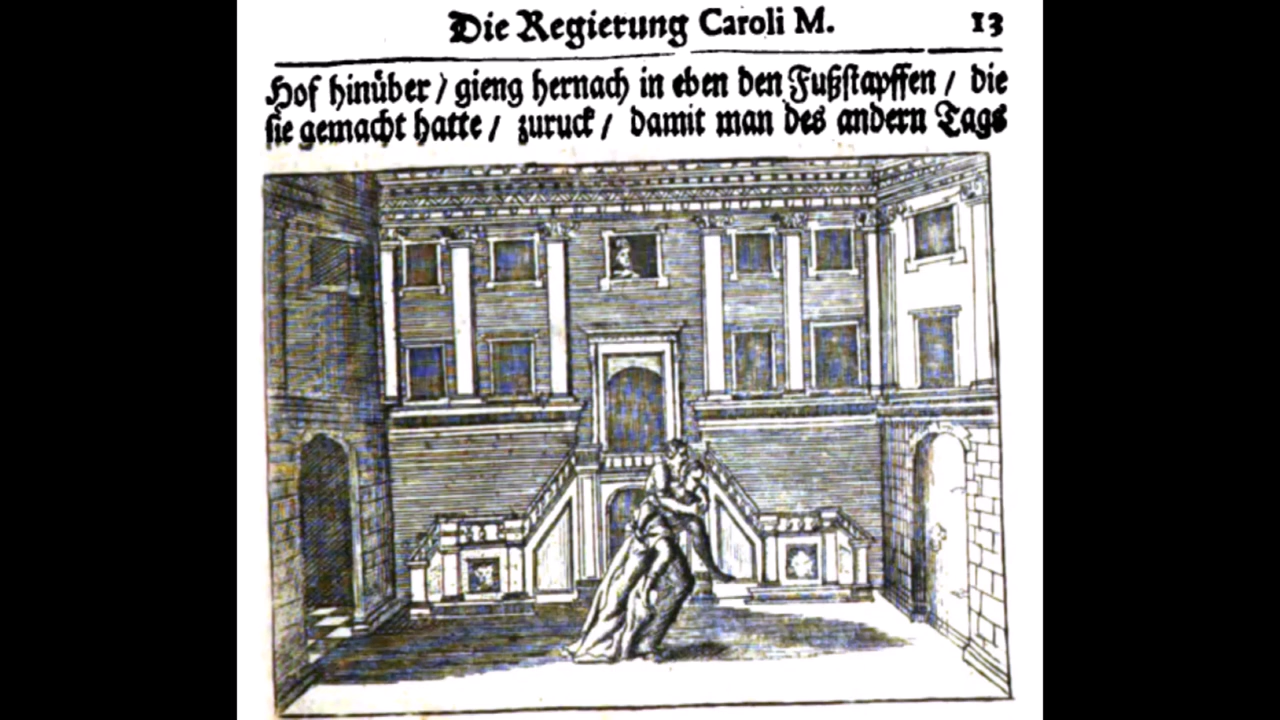 Die Regierung Caroli M. 13
Hof hinüber / gieng hernach in eben den Fußstapffen / die
sie gemacht hatte / zuruck / damit man des andern Tags